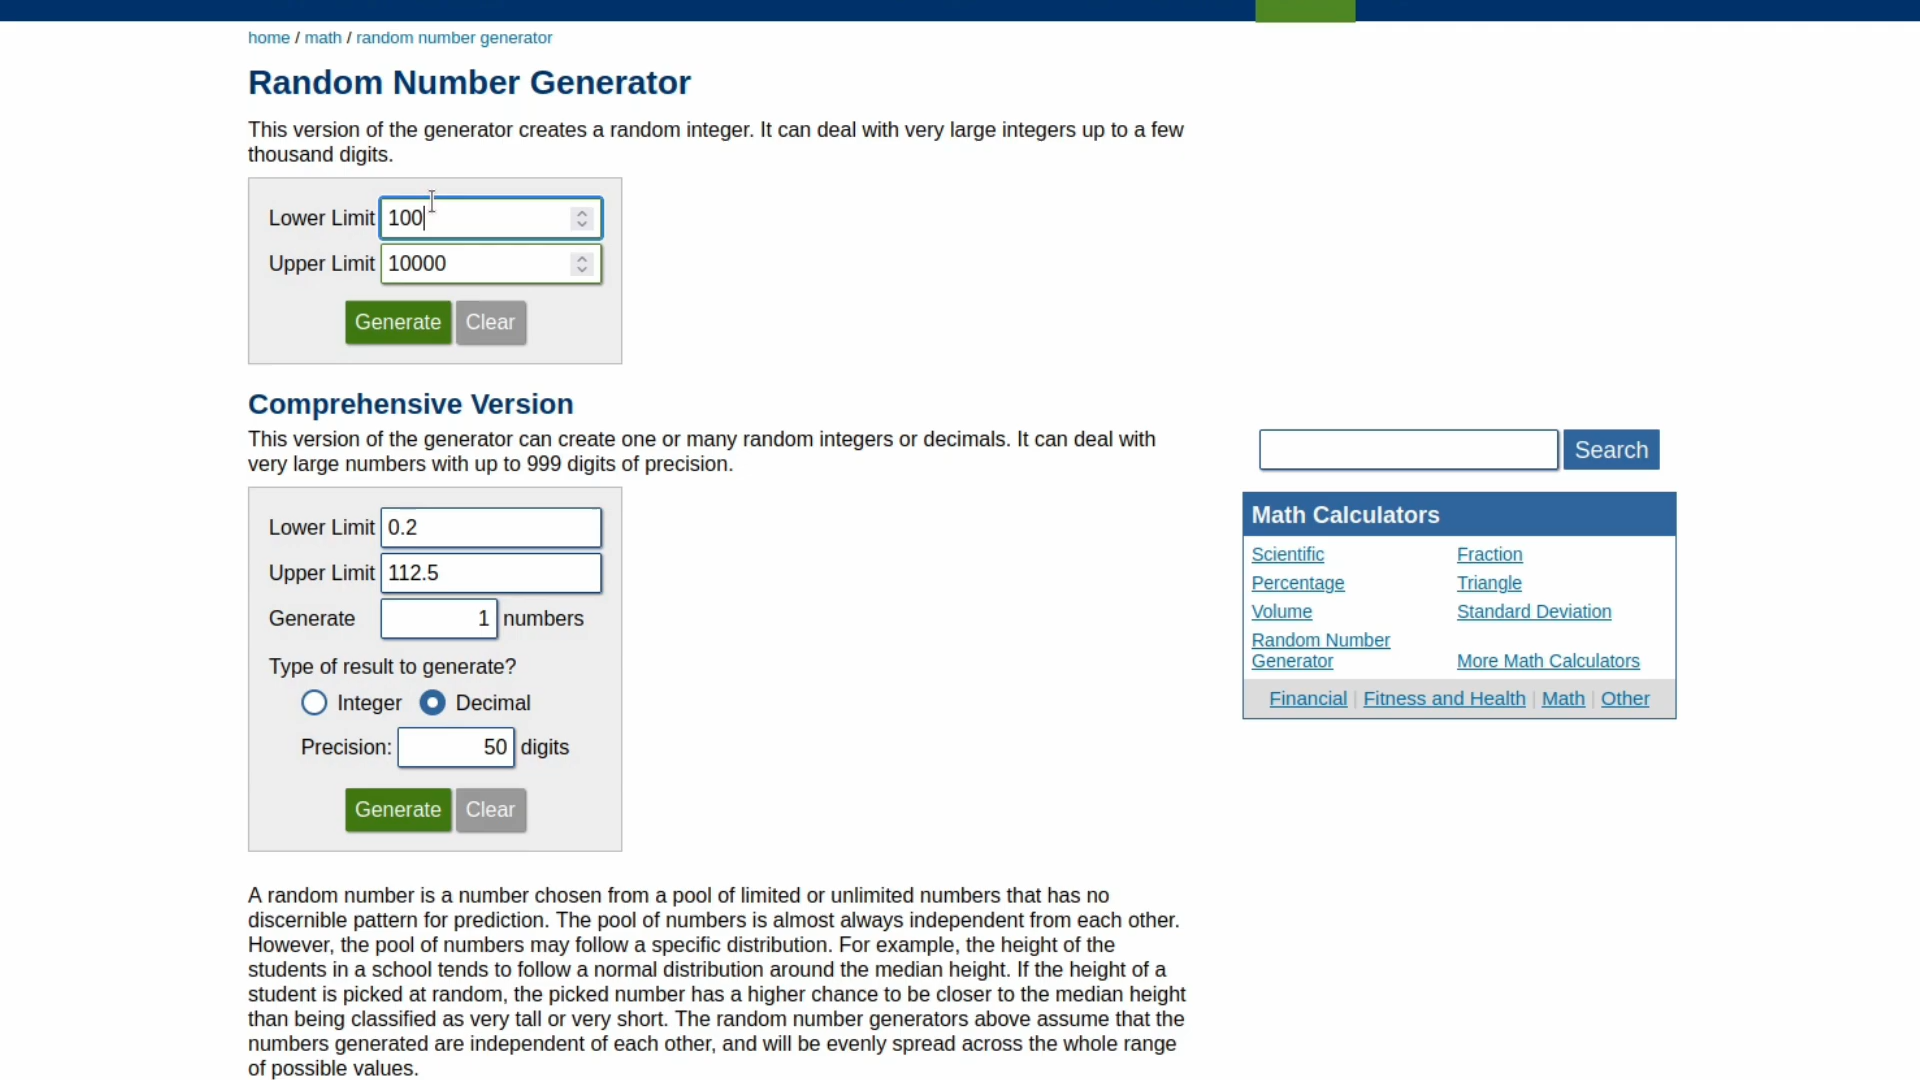 home / math / random number generator
Random Number Generator
This version of the generator creates a random integer. It can deal with very large integers up to a few
thousand digits.
Lower Limit 100
Upper Limit 10000
Generate Clear
Comprehensive Version
This version of the generator can create one or many random integers or decimals. It can deal with
very large numbers with up to 999 digits of precision.
Lower Limit 0.2
Upper Limit 112.5
Generate 1 numbers
Type of result to generate?
Integer Decimal
Precision: 50 digits
Generate Clear
Search
Math Calculators
Scientific Fraction
Percentage Triangle
Volume Standard Deviation
Random Number
Generator More Math Calculators
Financial | Fitness and Health | Math | Other
A random number is a number chosen from a pool of limited or unlimited numbers that has no
discernible pattern for prediction. The pool of numbers is almost always independent from each other.
However, the pool of numbers may follow a specific distribution. For example, the height of the
students in a school tends to follow a normal distribution around the median height. If the height of a
student is picked at random, the picked number has a higher chance to be closer to the median height
than being classified as very tall or very short. The random number generators above assume that the
numbers generated are independent of each other, and will be evenly spread across the whole range
of possible values.